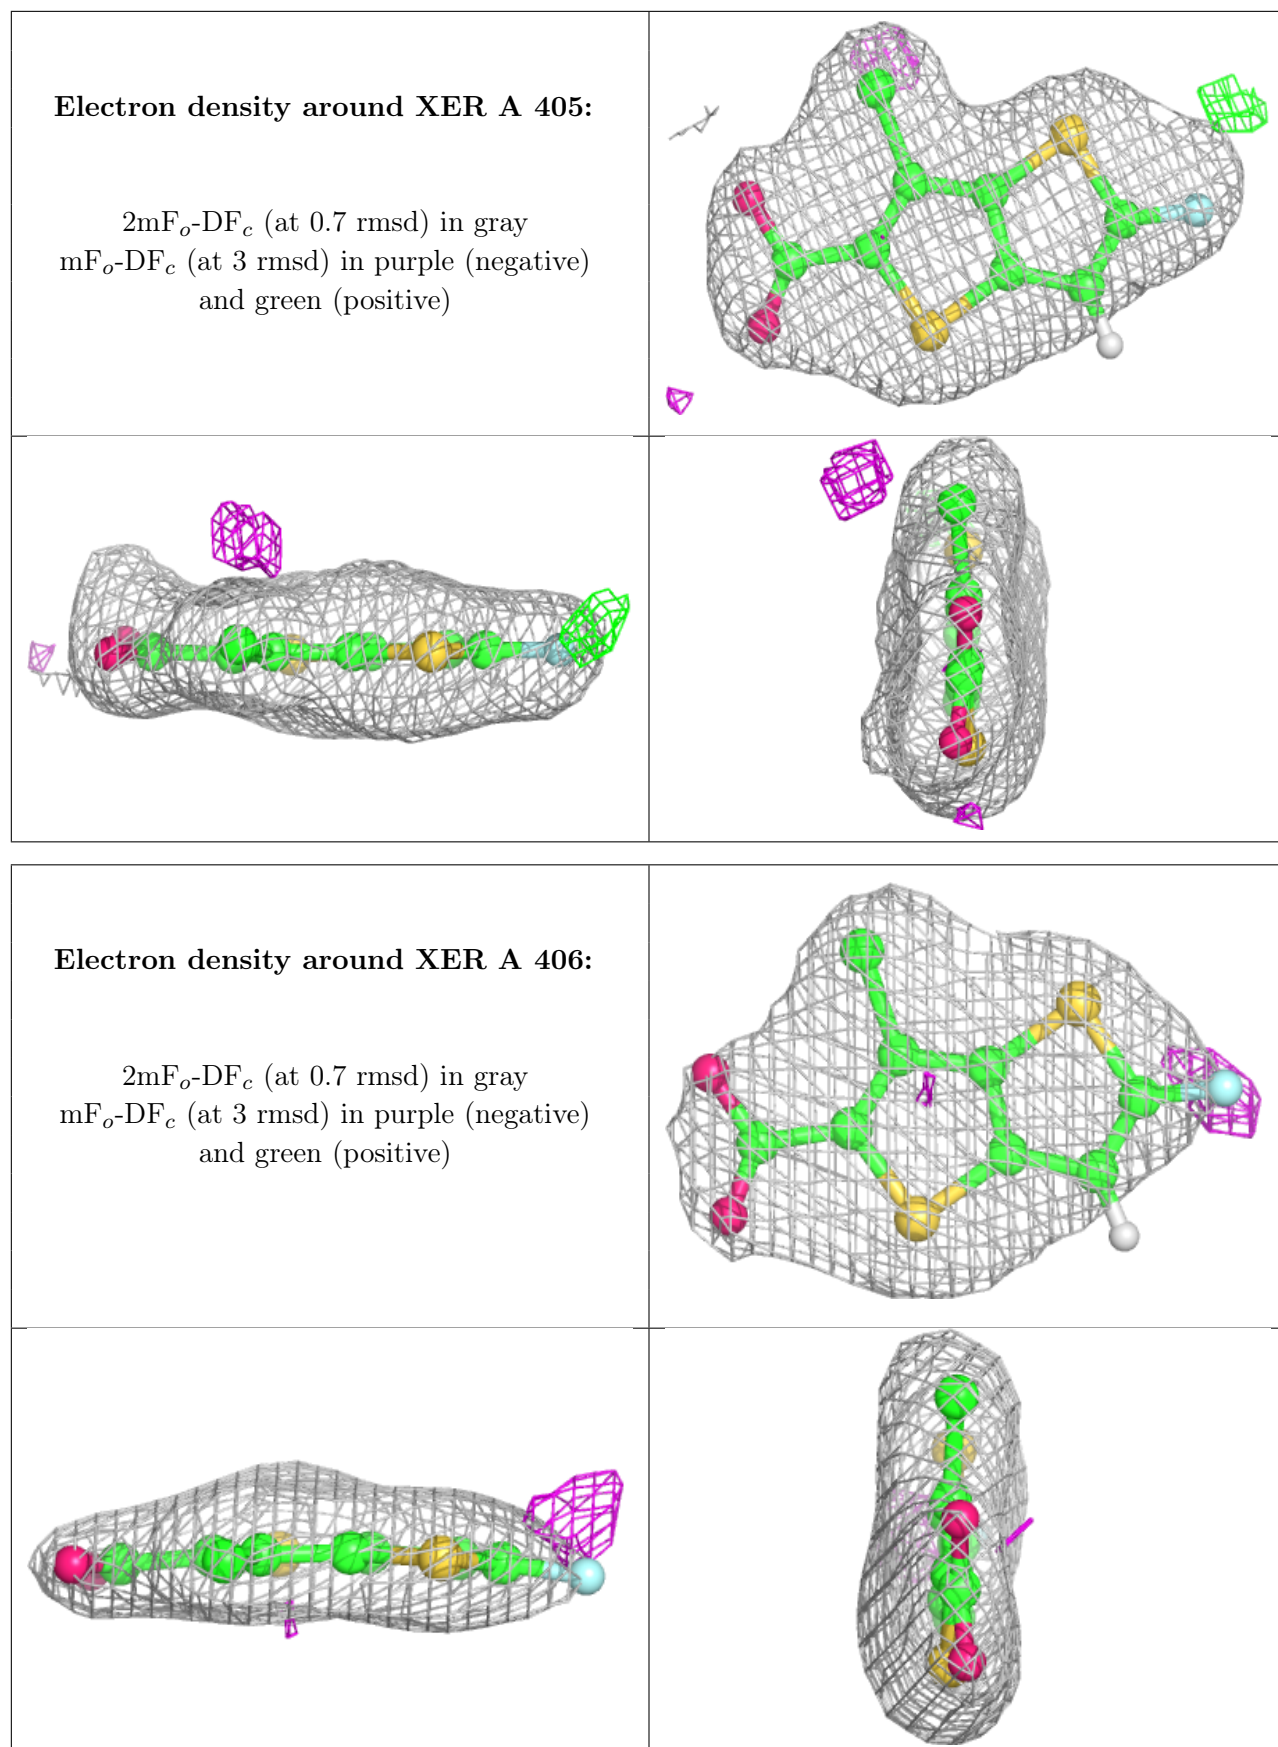 Electron density around XER A 405:
2mFo-DFc (at 0.7 rmsd) in gray
mFo-DFc (at 3 rmsd) in purple (negative)
and green (positive)
Electron density around XER A 406:
2mFo-DFc (at 0.7 rmsd) in gray
mFo-DFc (at 3 rmsd) in purple (negative)
and green (positive)